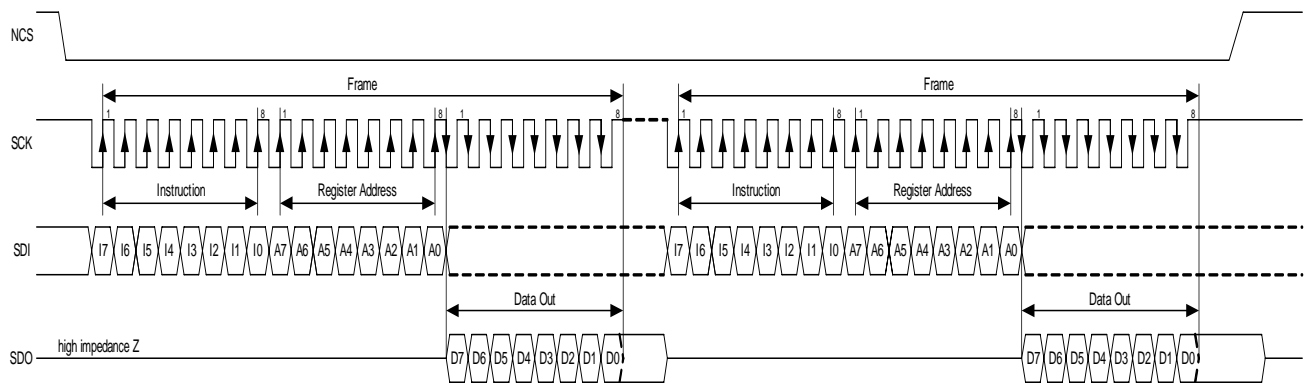 NCS
Frame Frame
1 8 1 8 1 8 1 8 1 8 1 8
SCK
Instruction Register Address Instruction Register Address
SDI I7 I6 I5 I4 I3 I2 I1 I0 A7 A6 A5 A4 A3 A2 A1 A0 I7 I6 I5 I4 I3 I2 I1 I0 A7 A6 A5 A4 A3 A2 A1 A0
Data Out Data Out
high impedance Z
SDO D7 D6 D5 D4 D3 D2 D1 D0 D7 D6 D5 D4 D3 D2 D1 D0